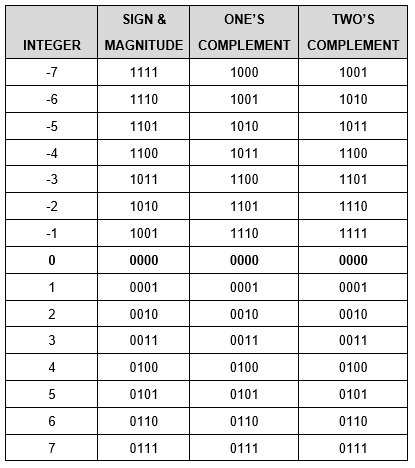 INTEGER SIGN & MAGNITUDE ONE'S COMPLEMENT TWO'S COMPLEMENT
-7 1111 1000 1001
-6 1110 1001 1010
-5 1101 1010 1011
-4 1100 1011 1100
-3 1011 1100 1101
-2 1010 1101 1110
-1 1001 1110 1111
0 0000 0000 0000
1 0001 0001 0001
2 0010 0010 0010
3 0011 0011 0011
4 0100 0100 0100
5 0101 0101 0101
6 0110 0110 0110
7 0111 0111 0111